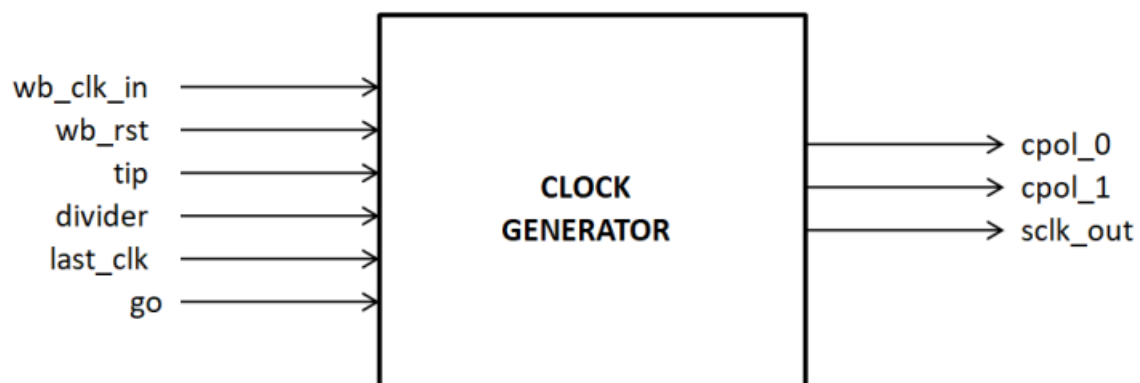 wb_clk_in
wb_rst
tip
divider
last_clk
go
CLOCK
GENERATOR
cpol_0
cpol_1
sclk_out